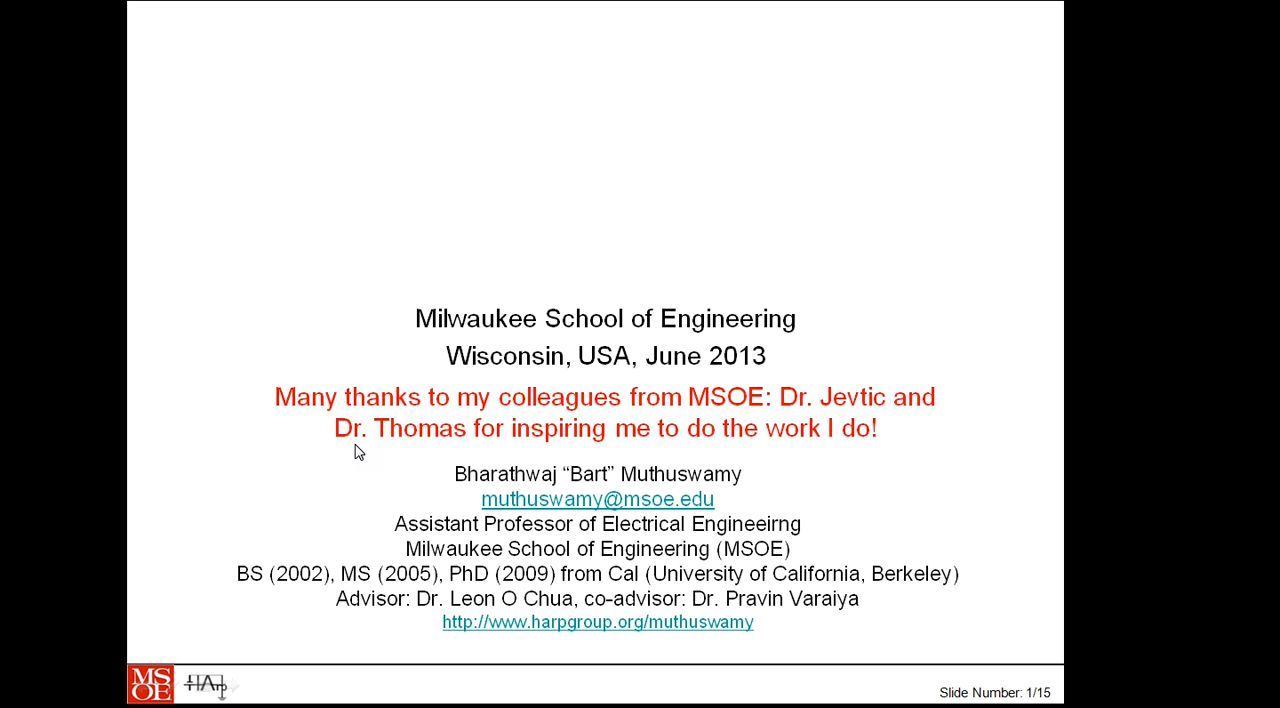 Milwaukee School of Engineering
Wisconsin, USA, June 2013
Many thanks to my colleagues from MSOE: Dr. Jevtic and
Dr. Thomas for inspiring me to do the work I do!
Bharathwaj “Bart” Muthuswamy
muthuswamy@msoe.edu
Assistant Professor of Electrical Engineeirng
Milwaukee School of Engineering (MSOE)
BS (2002), MS (2005), PhD (2009) from Cal (University of California, Berkeley)
Advisor: Dr. Leon O Chua, co-advisor: Dr. Pravin Varaiya
http://www.harpgroup.org/muthuswamy
MS
OE
HArp
Slide Number: 1/15